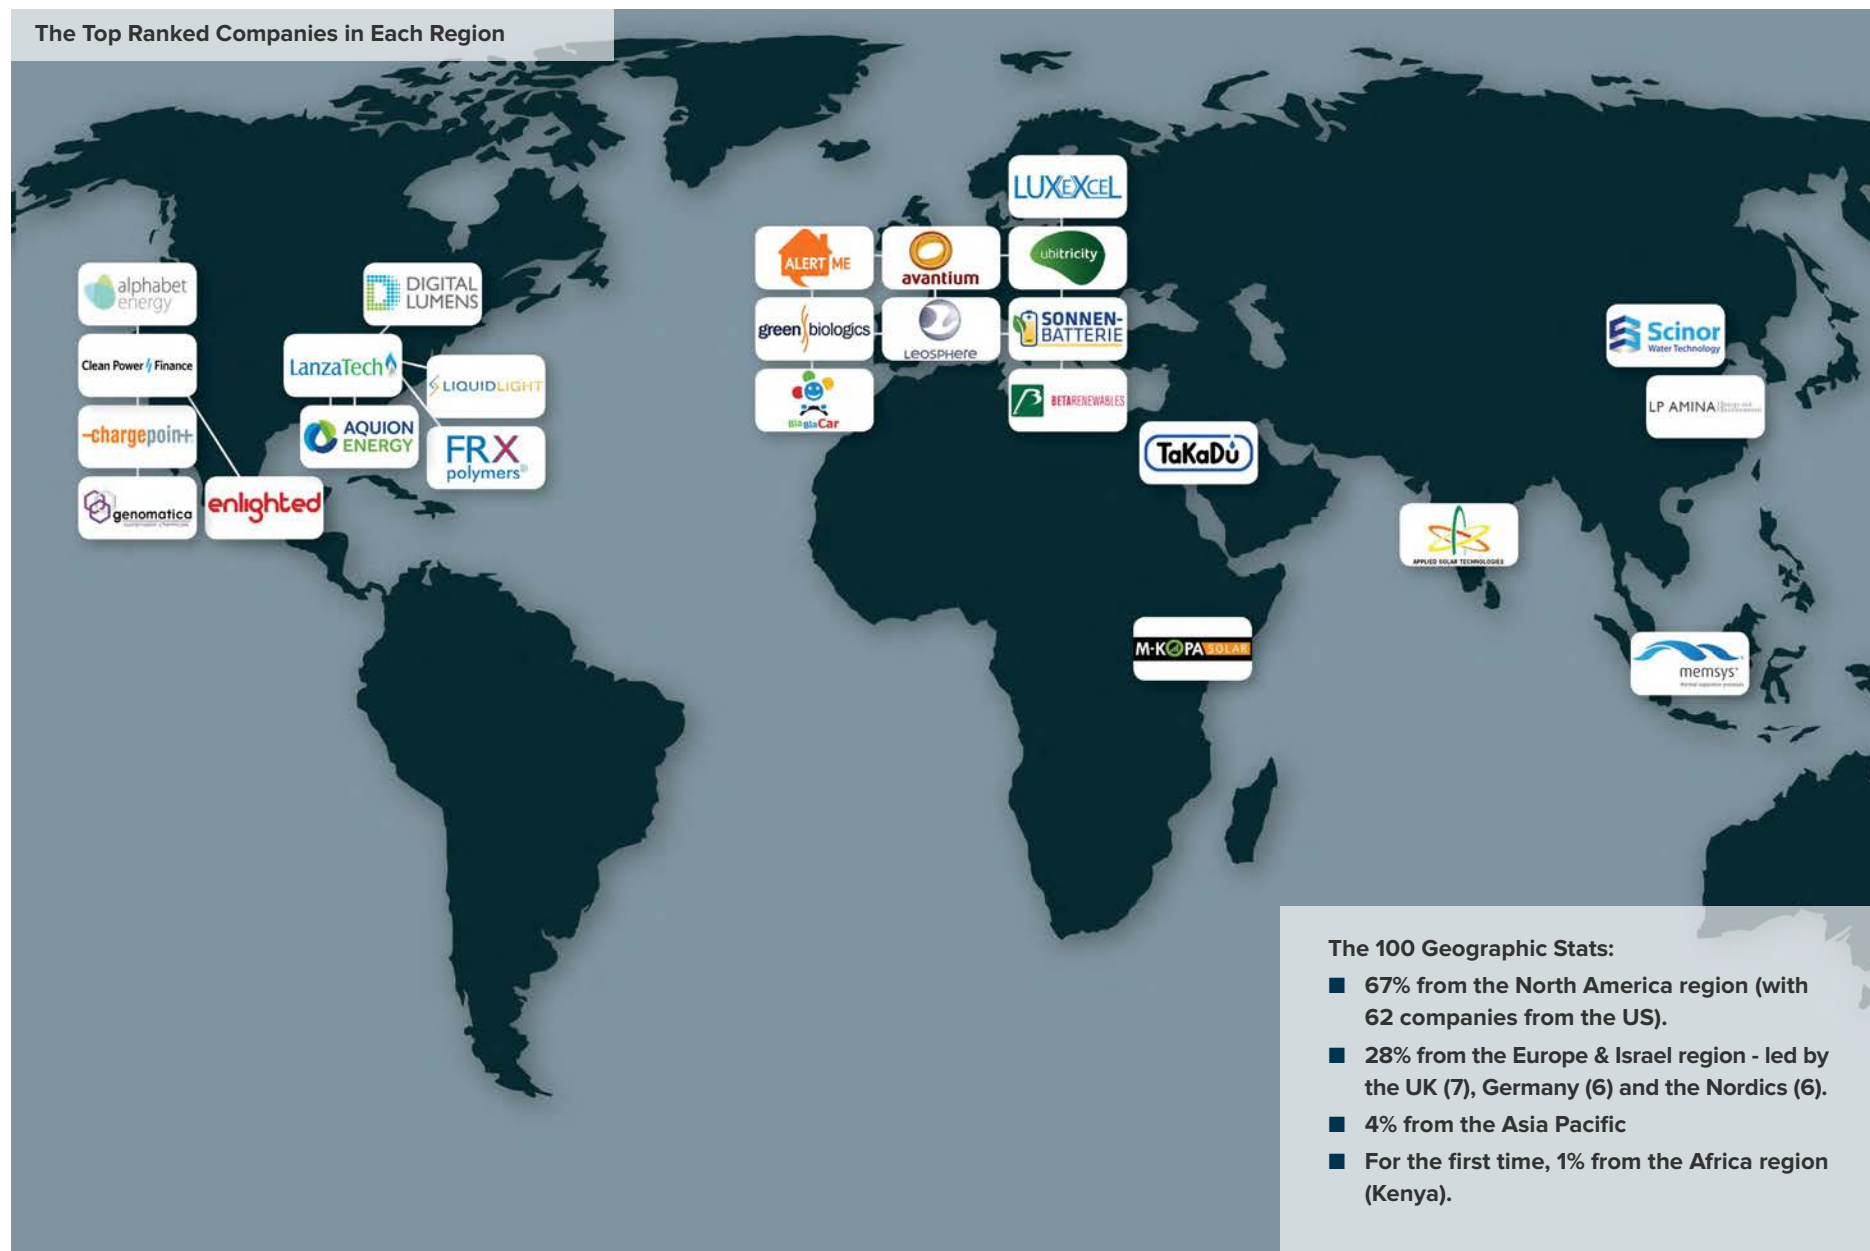 The Top Ranked Companies in Each Region
LUXEXCEL
ALERT ME
avantium
ubitricity
alphabet
energy
DIGITAL
LUMENS
green biologics
LEOSPHERE
SONNEN-
BATTERIE
Scinor
Water Technology
Clean Power Finance
LanzaTech
LIQUIDLIGHT
BlaBlaCar
BETARENEWABLES
LP AMINA
-chargepoin+.
AQUION
ENERGY
FRX
polymers®
TaKaDu
genomatica
enlighted
APPLIED SOLAR TECHNOLOGIES
M-KOPA SOLAR
memsys
The 100 Geographic Stats:
■ 67% from the North America region (with
62 companies from the US).
■ 28% from the Europe & Israel region - led by
the UK (7), Germany (6) and the Nordics (6).
■ 4% from the Asia Pacific
■ For the first time, 1% from the Africa region
(Kenya).